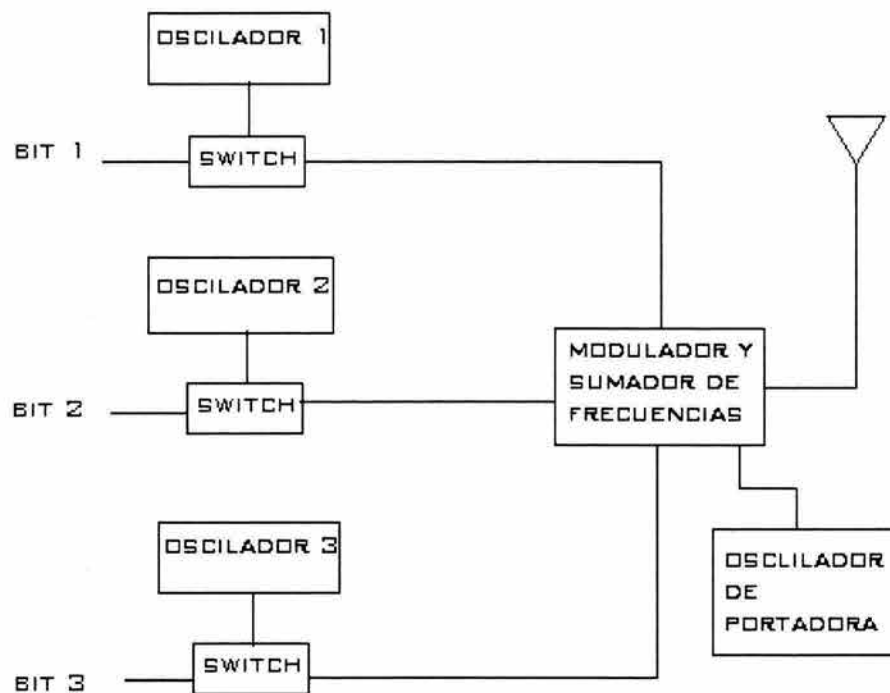 OSCILADOR 1
BIT 1
SWITCH
OSCILADOR 2
BIT 2
SWITCH
MODULADOR Y
SUMADOR DE
FRECUENCIAS
OSCILADOR 3
BIT 3
SWITCH
OSCLILADOR
DE
PORTADORA